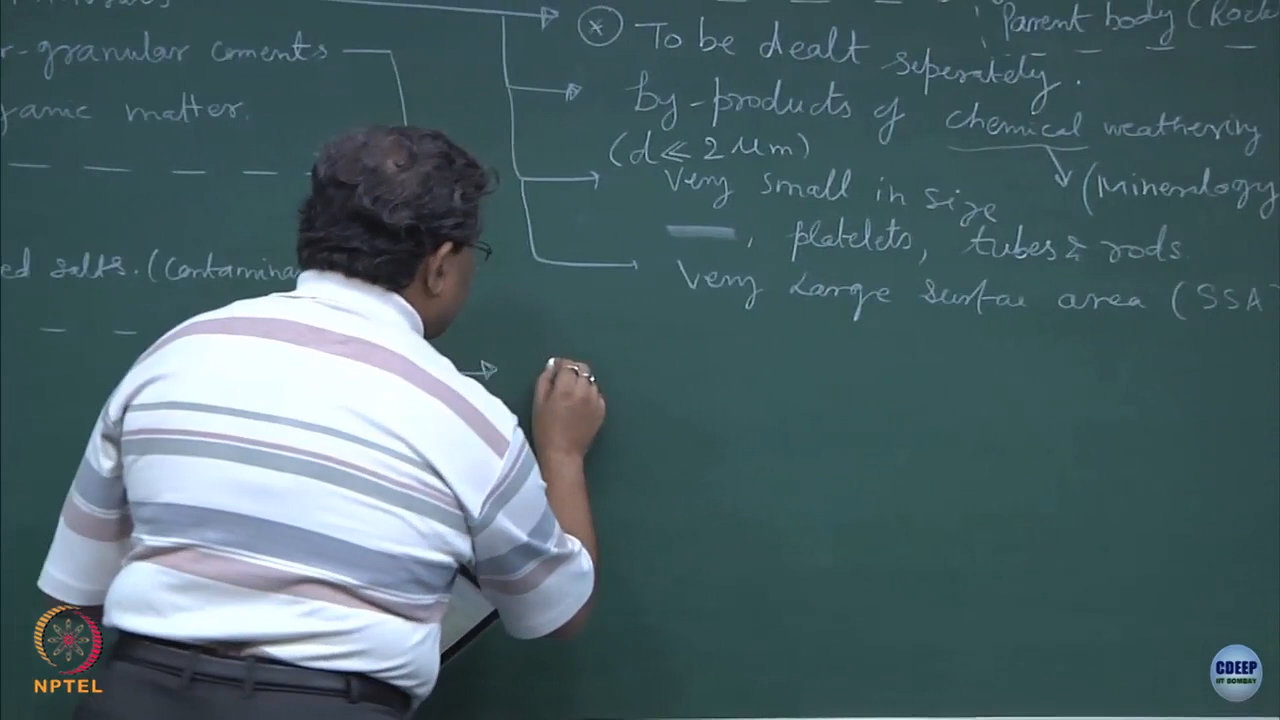 Parent body (Rock
(*) To be dealt seperately.
-granular cements
by-products of chemical weathering
ganic matter.
(d ≤ 2 μm)
Very small in size
(Mineralogy
, platelets, tubes & rods.
ed salts. (Contamina
Very Large Surfac area (SSA
NPTEL
CDEEP
IIT BOMBAY